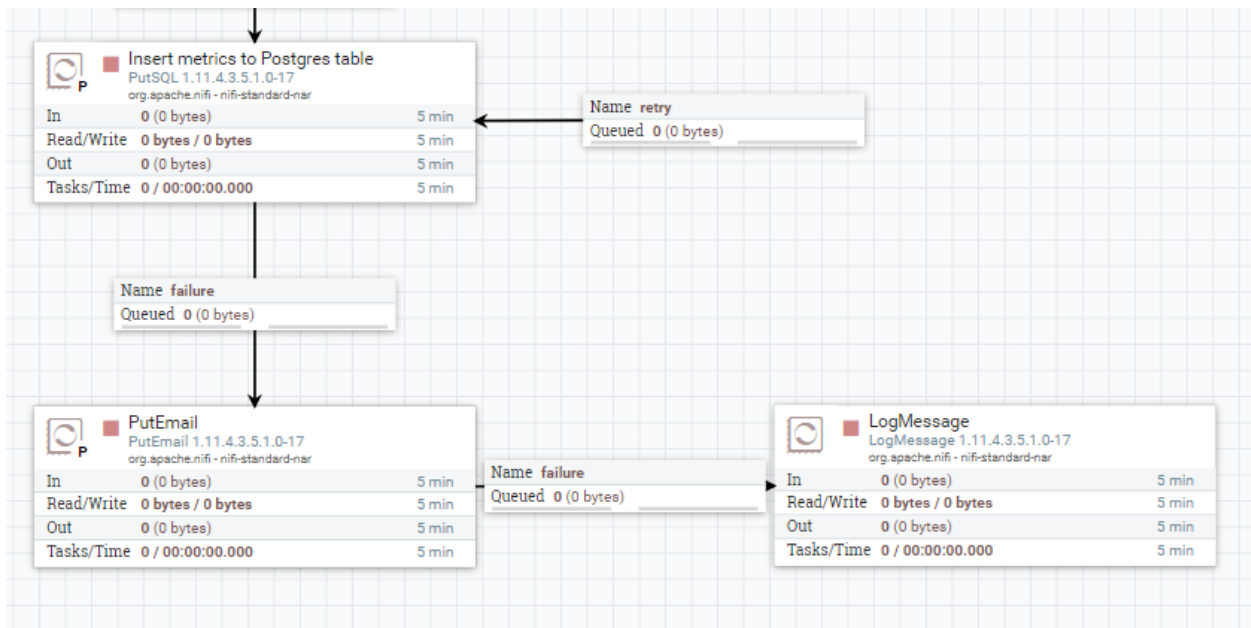 Insert metrics to Postgres table
PutSQL 1.11.4.3.5.1.0-17
org.apache.nifi - nifi-standard-nar
P
In 0 (0 bytes) 5 min
Read/Write 0 bytes / 0 bytes 5 min
Out 0 (0 bytes) 5 min
Tasks/Time 0 / 00:00:00.000 5 min
Name retry
Queued 0 (0 bytes)
Name failure
Queued 0 (0 bytes)
PutEmail
PutEmail 1.11.4.3.5.1.0-17
org.apache.nifi - nifi-standard-nar
P
In 0 (0 bytes) 5 min
Read/Write 0 bytes / 0 bytes 5 min
Out 0 (0 bytes) 5 min
Tasks/Time 0 / 00:00:00.000 5 min
Name failure
Queued 0 (0 bytes)
LogMessage
LogMessage 1.11.4.3.5.1.0-17
org.apache.nifi - nifi-standard-nar
In 0 (0 bytes) 5 min
Read/Write 0 bytes / 0 bytes 5 min
Out 0 (0 bytes) 5 min
Tasks/Time 0 / 00:00:00.000 5 min